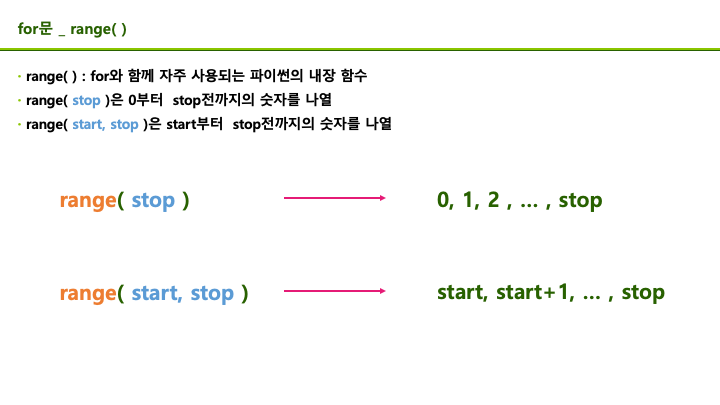 for문 _ range( )
· range( ) : for와 함께 자주 사용되는 파이썬의 내장 함수
· range( stop )은 0부터 stop전까지의 숫자를 나열
· range( start, stop )은 start부터 stop전까지의 숫자를 나열
range( stop ) 0, 1, 2 , ... , stop
range( start, stop ) start, start+1, ... , stop